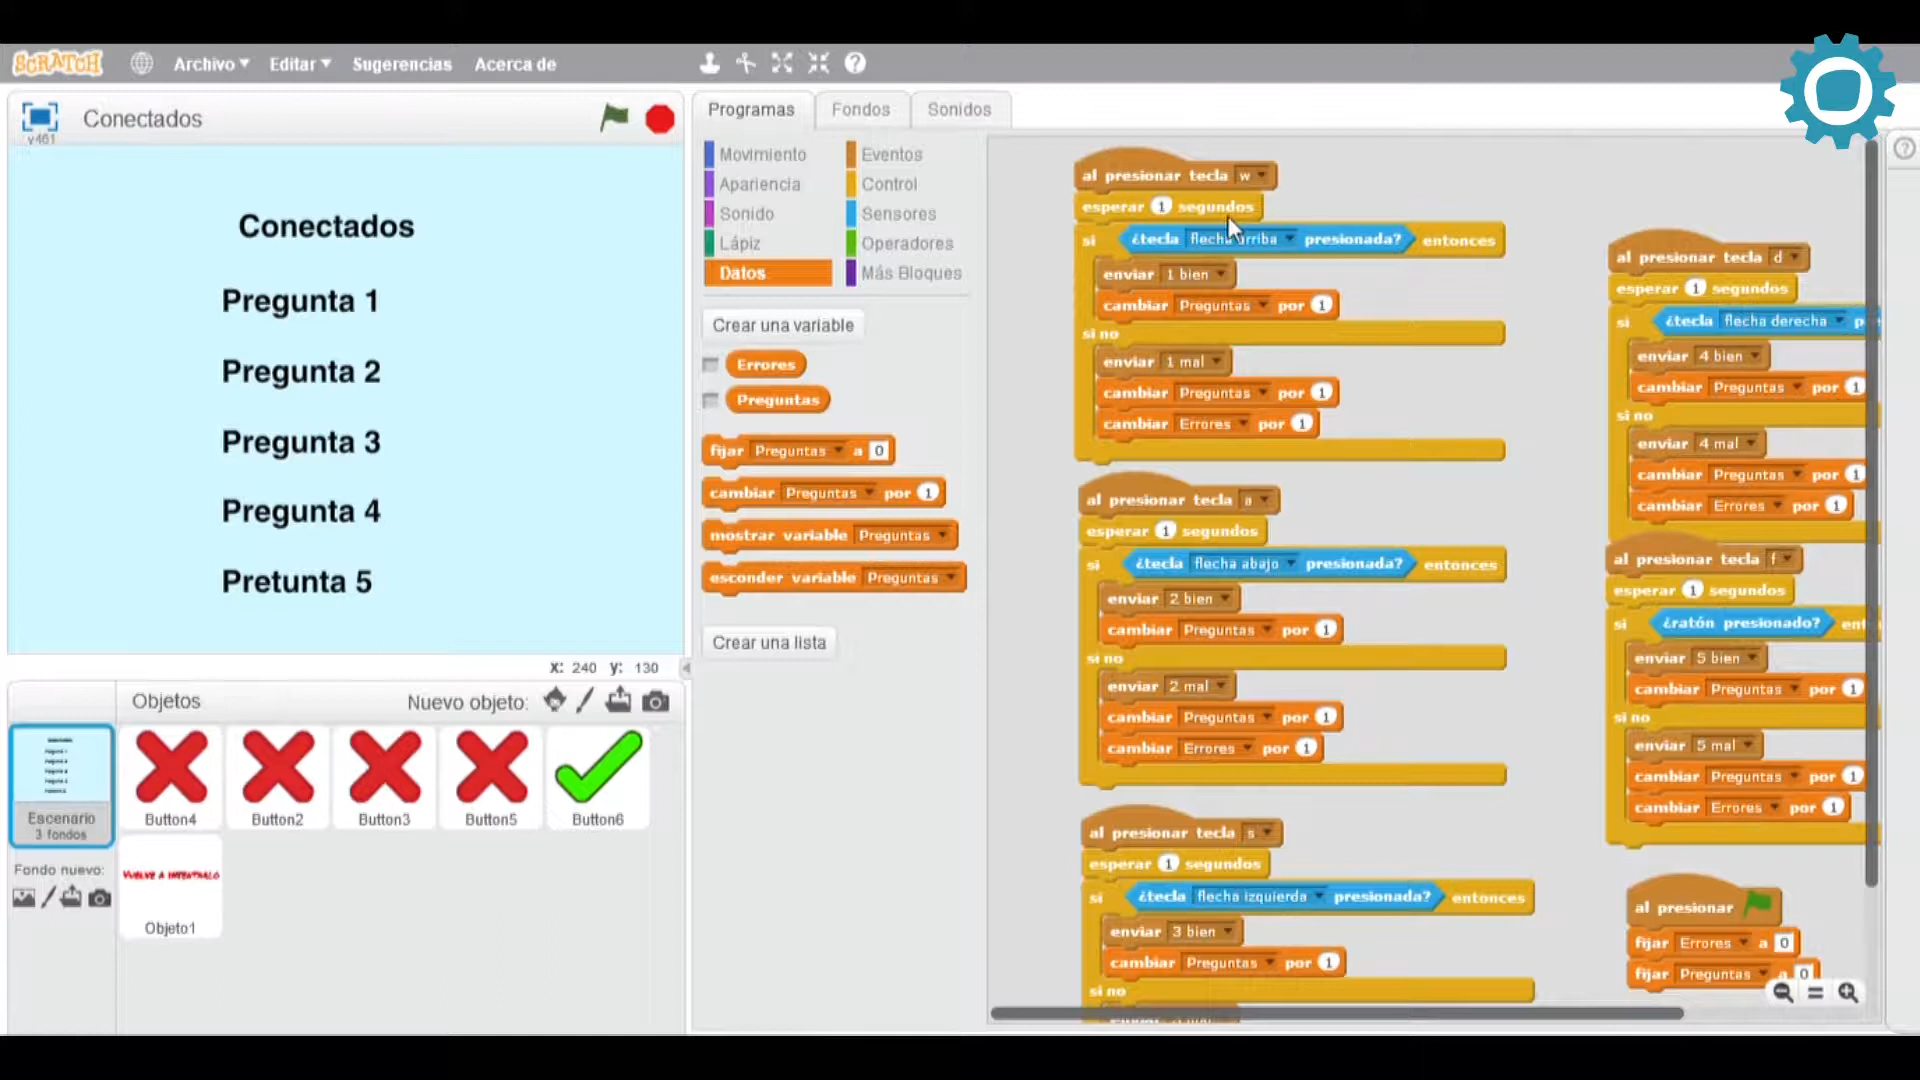 SCRATCH
Archivo
Editar
Sugerencias
Acerca de
v461
Conectados
Conectados
Pregunta 1
Pregunta 2
Pregunta 3
Pregunta 4
Pretunta 5
x: 240 y: 130
Objetos
Nuevo objeto:
Escenario
3 fondos
Fondo nuevo:
Button4
Button2
Button3
Button5
Button6
VUELVE A INTENTARLO
Objeto1
Programas
Fondos
Sonidos
Movimiento
Apariencia
Sonido
Lápiz
Datos
Eventos
Control
Sensores
Operadores
Más Bloques
Crear una variable
Errores
Preguntas
fijar Preguntas a 0
cambiar Preguntas por 1
mostrar variable Preguntas
esconder variable Preguntas
Crear una lista
al presionar tecla w
esperar 1 segundos
si ¿tecla flecha arriba presionada? entonces
enviar 1 bien
cambiar Preguntas por 1
si no
enviar 1 mal
cambiar Preguntas por 1
cambiar Errores por 1
al presionar tecla a
esperar 1 segundos
si ¿tecla flecha abajo presionada? entonces
enviar 2 bien
cambiar Preguntas por 1
si no
enviar 2 mal
cambiar Preguntas por 1
cambiar Errores por 1
al presionar tecla s
esperar 1 segundos
si ¿tecla flecha izquierda presionada? entonces
enviar 3 bien
cambiar Preguntas por 1
si no
al presionar tecla d
esperar 1 segundos
si ¿tecla flecha derecha p
enviar 4 bien
cambiar Preguntas por 1
si no
enviar 4 mal
cambiar Preguntas por 1
cambiar Errores por 1
al presionar tecla f
esperar 1 segundos
si ¿ratón presionado? ent
enviar 5 bien
cambiar Preguntas por 1
si no
enviar 5 mal
cambiar Preguntas por 1
cambiar Errores por 1
al presionar
fijar Errores a 0
fijar Preguntas a 0